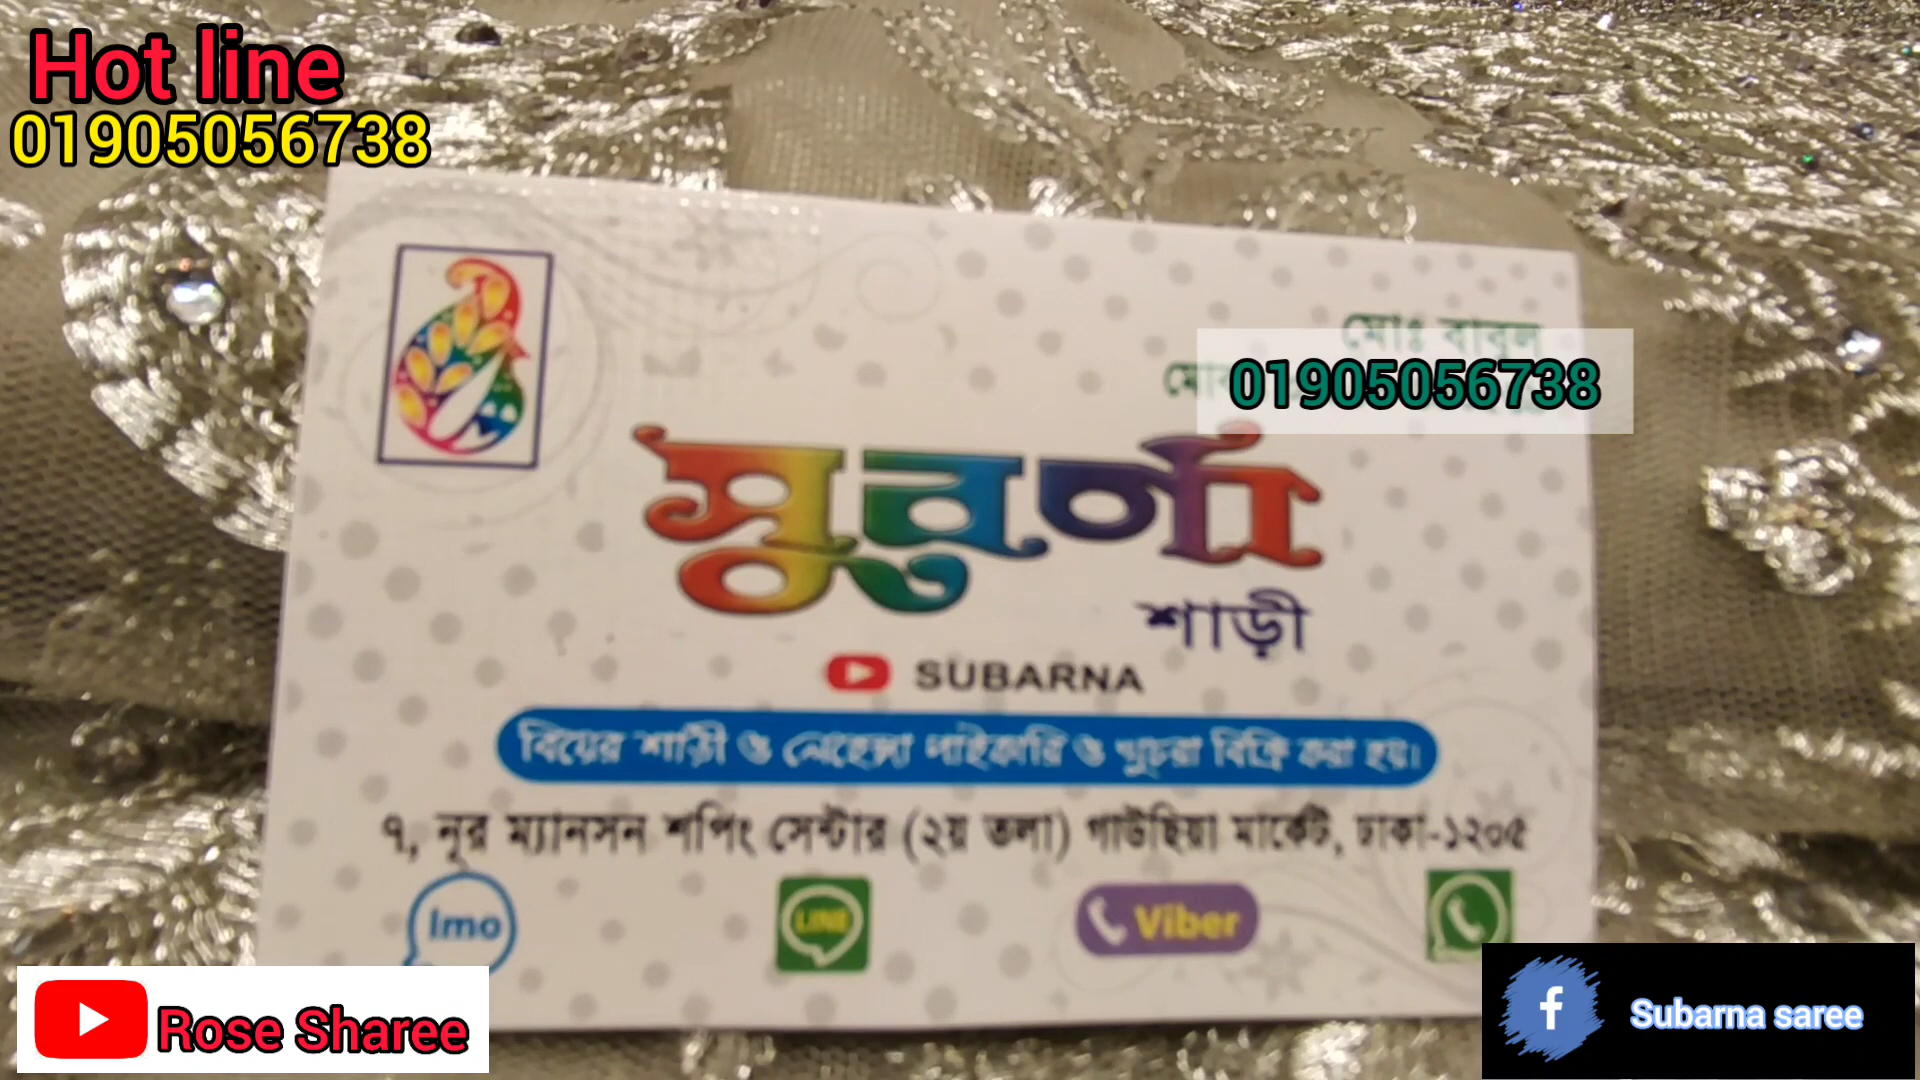 Hot line
01905056738
মোঃ বাবুল
01905056738
সুবর্ণা
শাড়ী
SUBARNA
বিয়ের শাড়ী ও লেহেঙ্গা পাইকারি ও খুচরা বিক্রি করা হয়।
৭, নূর ম্যানসন শপিং সেন্টার (২য় তলা) গাউছিয়া মার্কেট, ঢাকা-১২০৫
Imo
LINE
Viber
Rose Sharee
Subarna saree